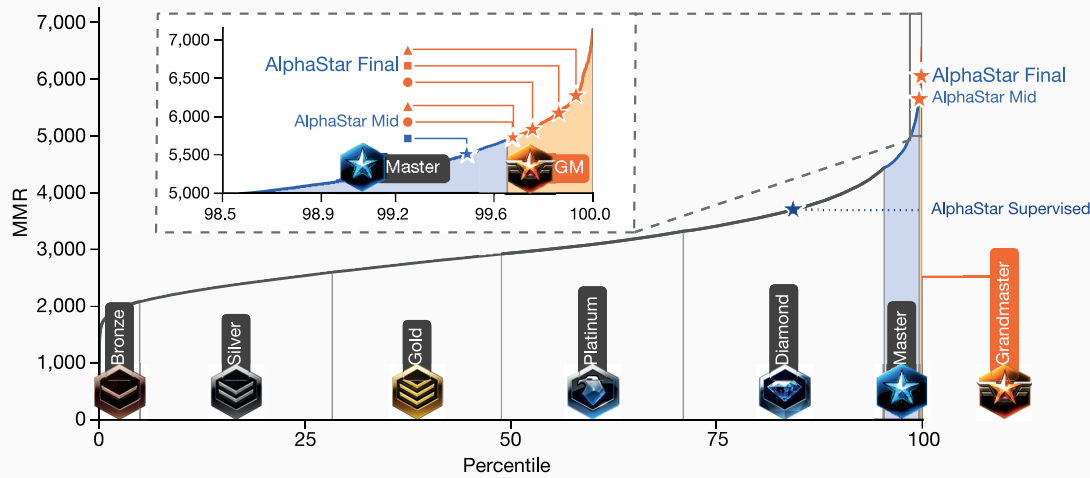 7,000
6,000
5,000
4,000
3,000
2,000
1,000
0
MMR
7,000
6,500
6,000
5,500
5,000
AlphaStar Final
AlphaStar Mid
Master
GM
98.5
98.9
99.2
99.6
100.0
AlphaStar Final
AlphaStar Mid
AlphaStar Supervised
Bronze
Silver
Gold
Platinum
Diamond
Master
Grandmaster
0
25
50
75
100
Percentile